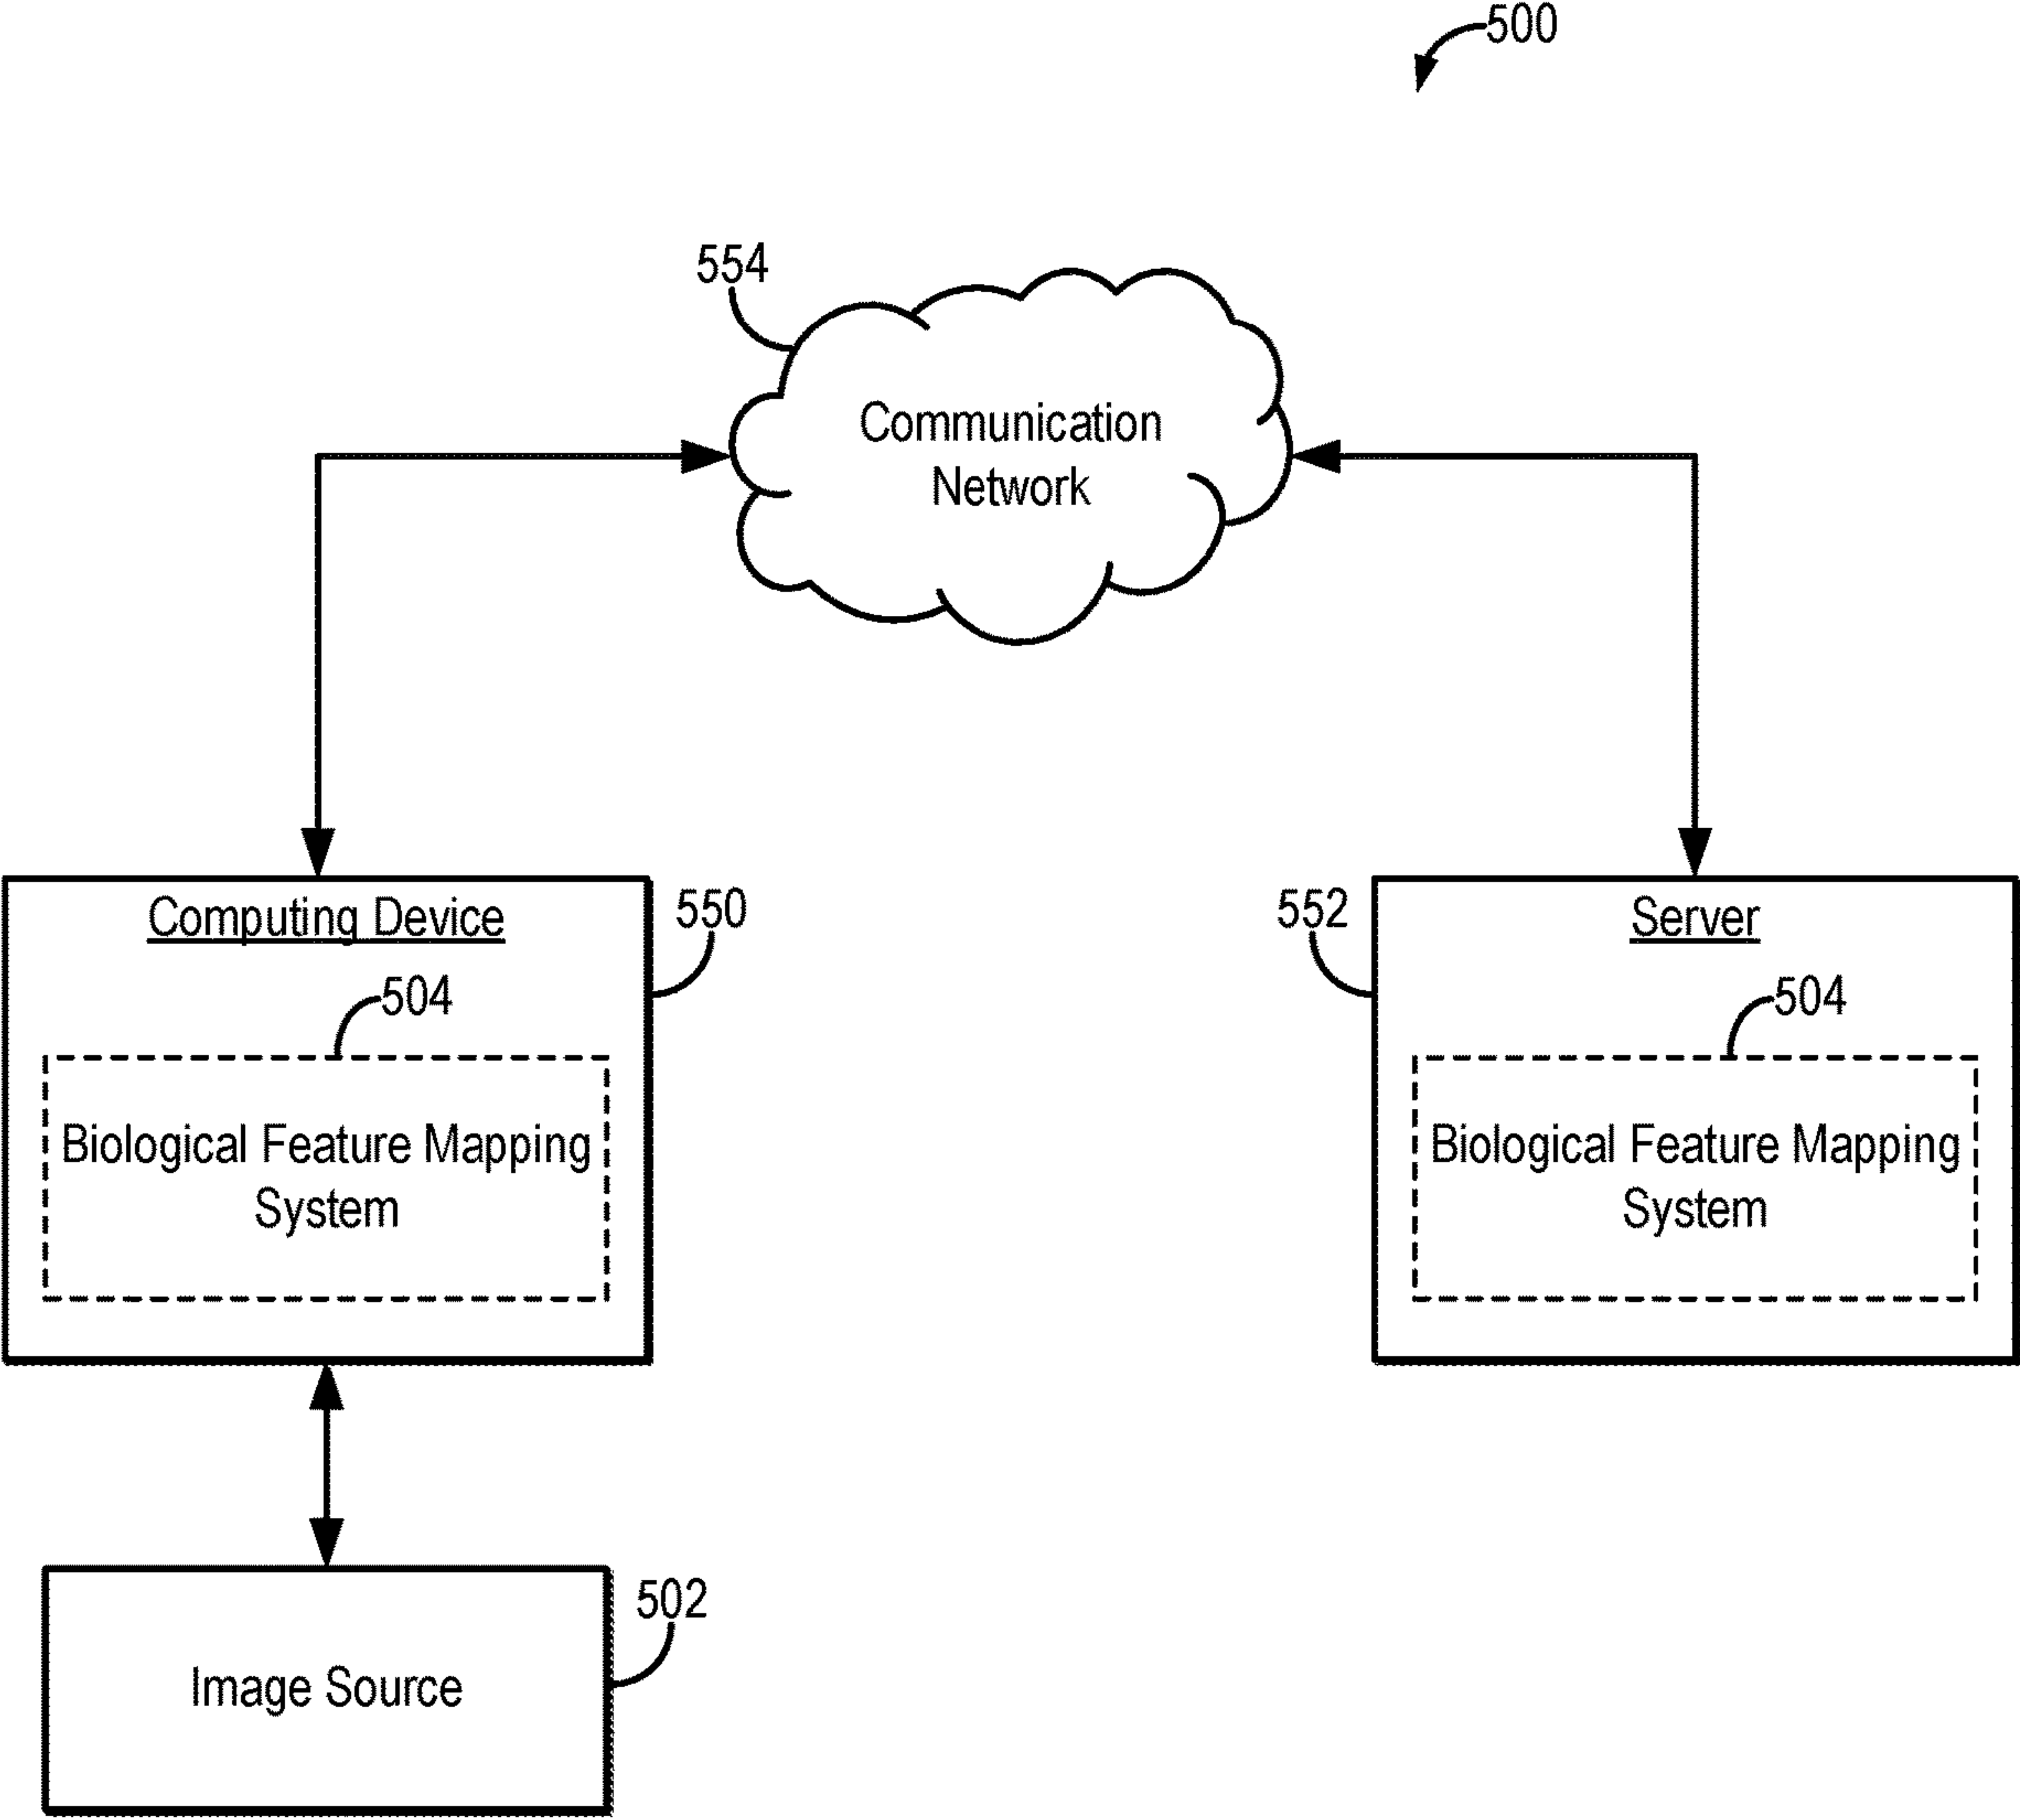 500
554
Communication
Network
Computing Device
550
552
Server
504
504
Biological Feature Mapping
System
Biological Feature Mapping
System
502
Image Source